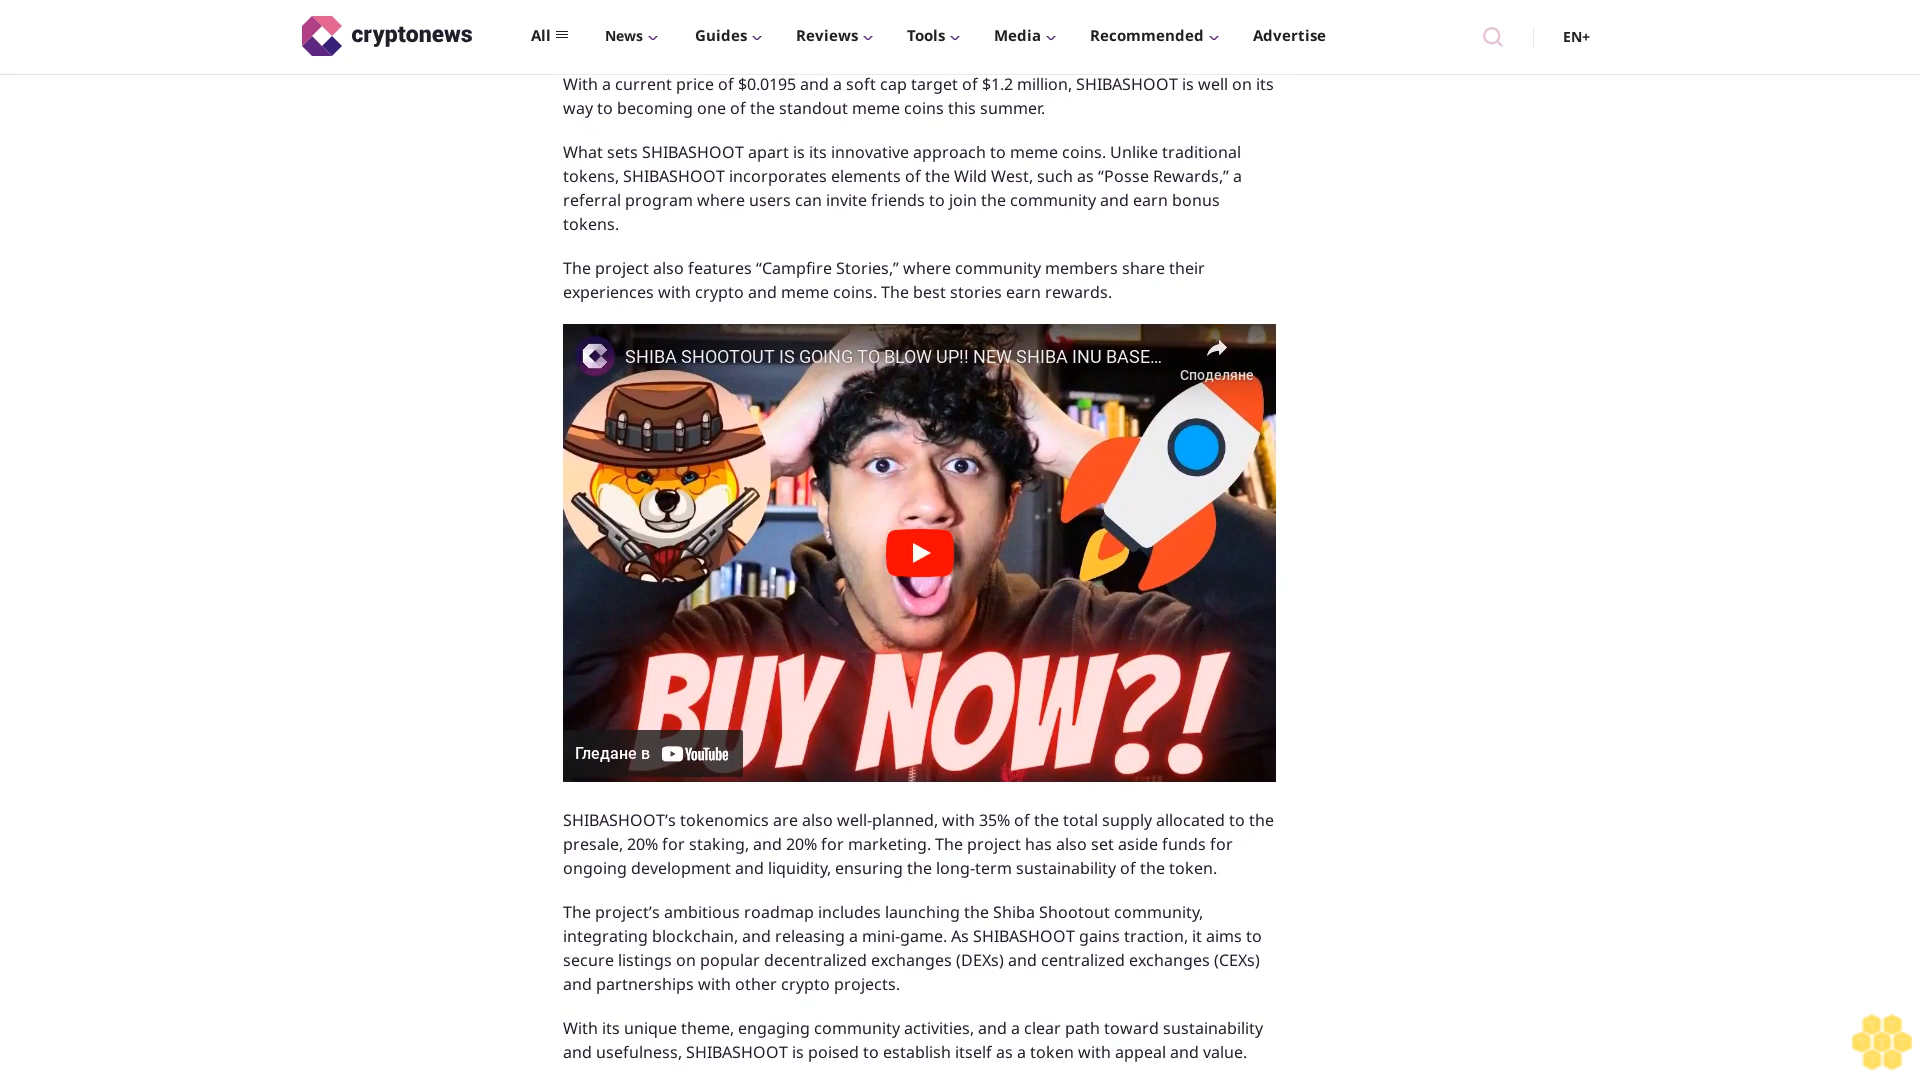 cryptonews
All
News
Guides
Reviews
Tools
Media
Recommended
Advertise
EN+
With a current price of $0.0195 and a soft cap target of $1.2 million, SHIBASHOOT is well on its
way to becoming one of the standout meme coins this summer.
What sets SHIBASHOOT apart is its innovative approach to meme coins. Unlike traditional
tokens, SHIBASHOOT incorporates elements of the Wild West, such as “Posse Rewards,” a
referral program where users can invite friends to join the community and earn bonus
tokens.
The project also features “Campfire Stories,” where community members share their
experiences with crypto and meme coins. The best stories earn rewards.
SHIBA SHOOTOUT IS GOING TO BLOW UP!! NEW SHIBA INU BASE...
Споделяне
BUY NOW?!
Гледане в YouTube
SHIBASHOOT’s tokenomics are also well-planned, with 35% of the total supply allocated to the
presale, 20% for staking, and 20% for marketing. The project has also set aside funds for
ongoing development and liquidity, ensuring the long-term sustainability of the token.
The project’s ambitious roadmap includes launching the Shiba Shootout community,
integrating blockchain, and releasing a mini-game. As SHIBASHOOT gains traction, it aims to
secure listings on popular decentralized exchanges (DEXs) and centralized exchanges (CEXs)
and partnerships with other crypto projects.
With its unique theme, engaging community activities, and a clear path toward sustainability
and usefulness, SHIBASHOOT is poised to establish itself as a token with appeal and value.